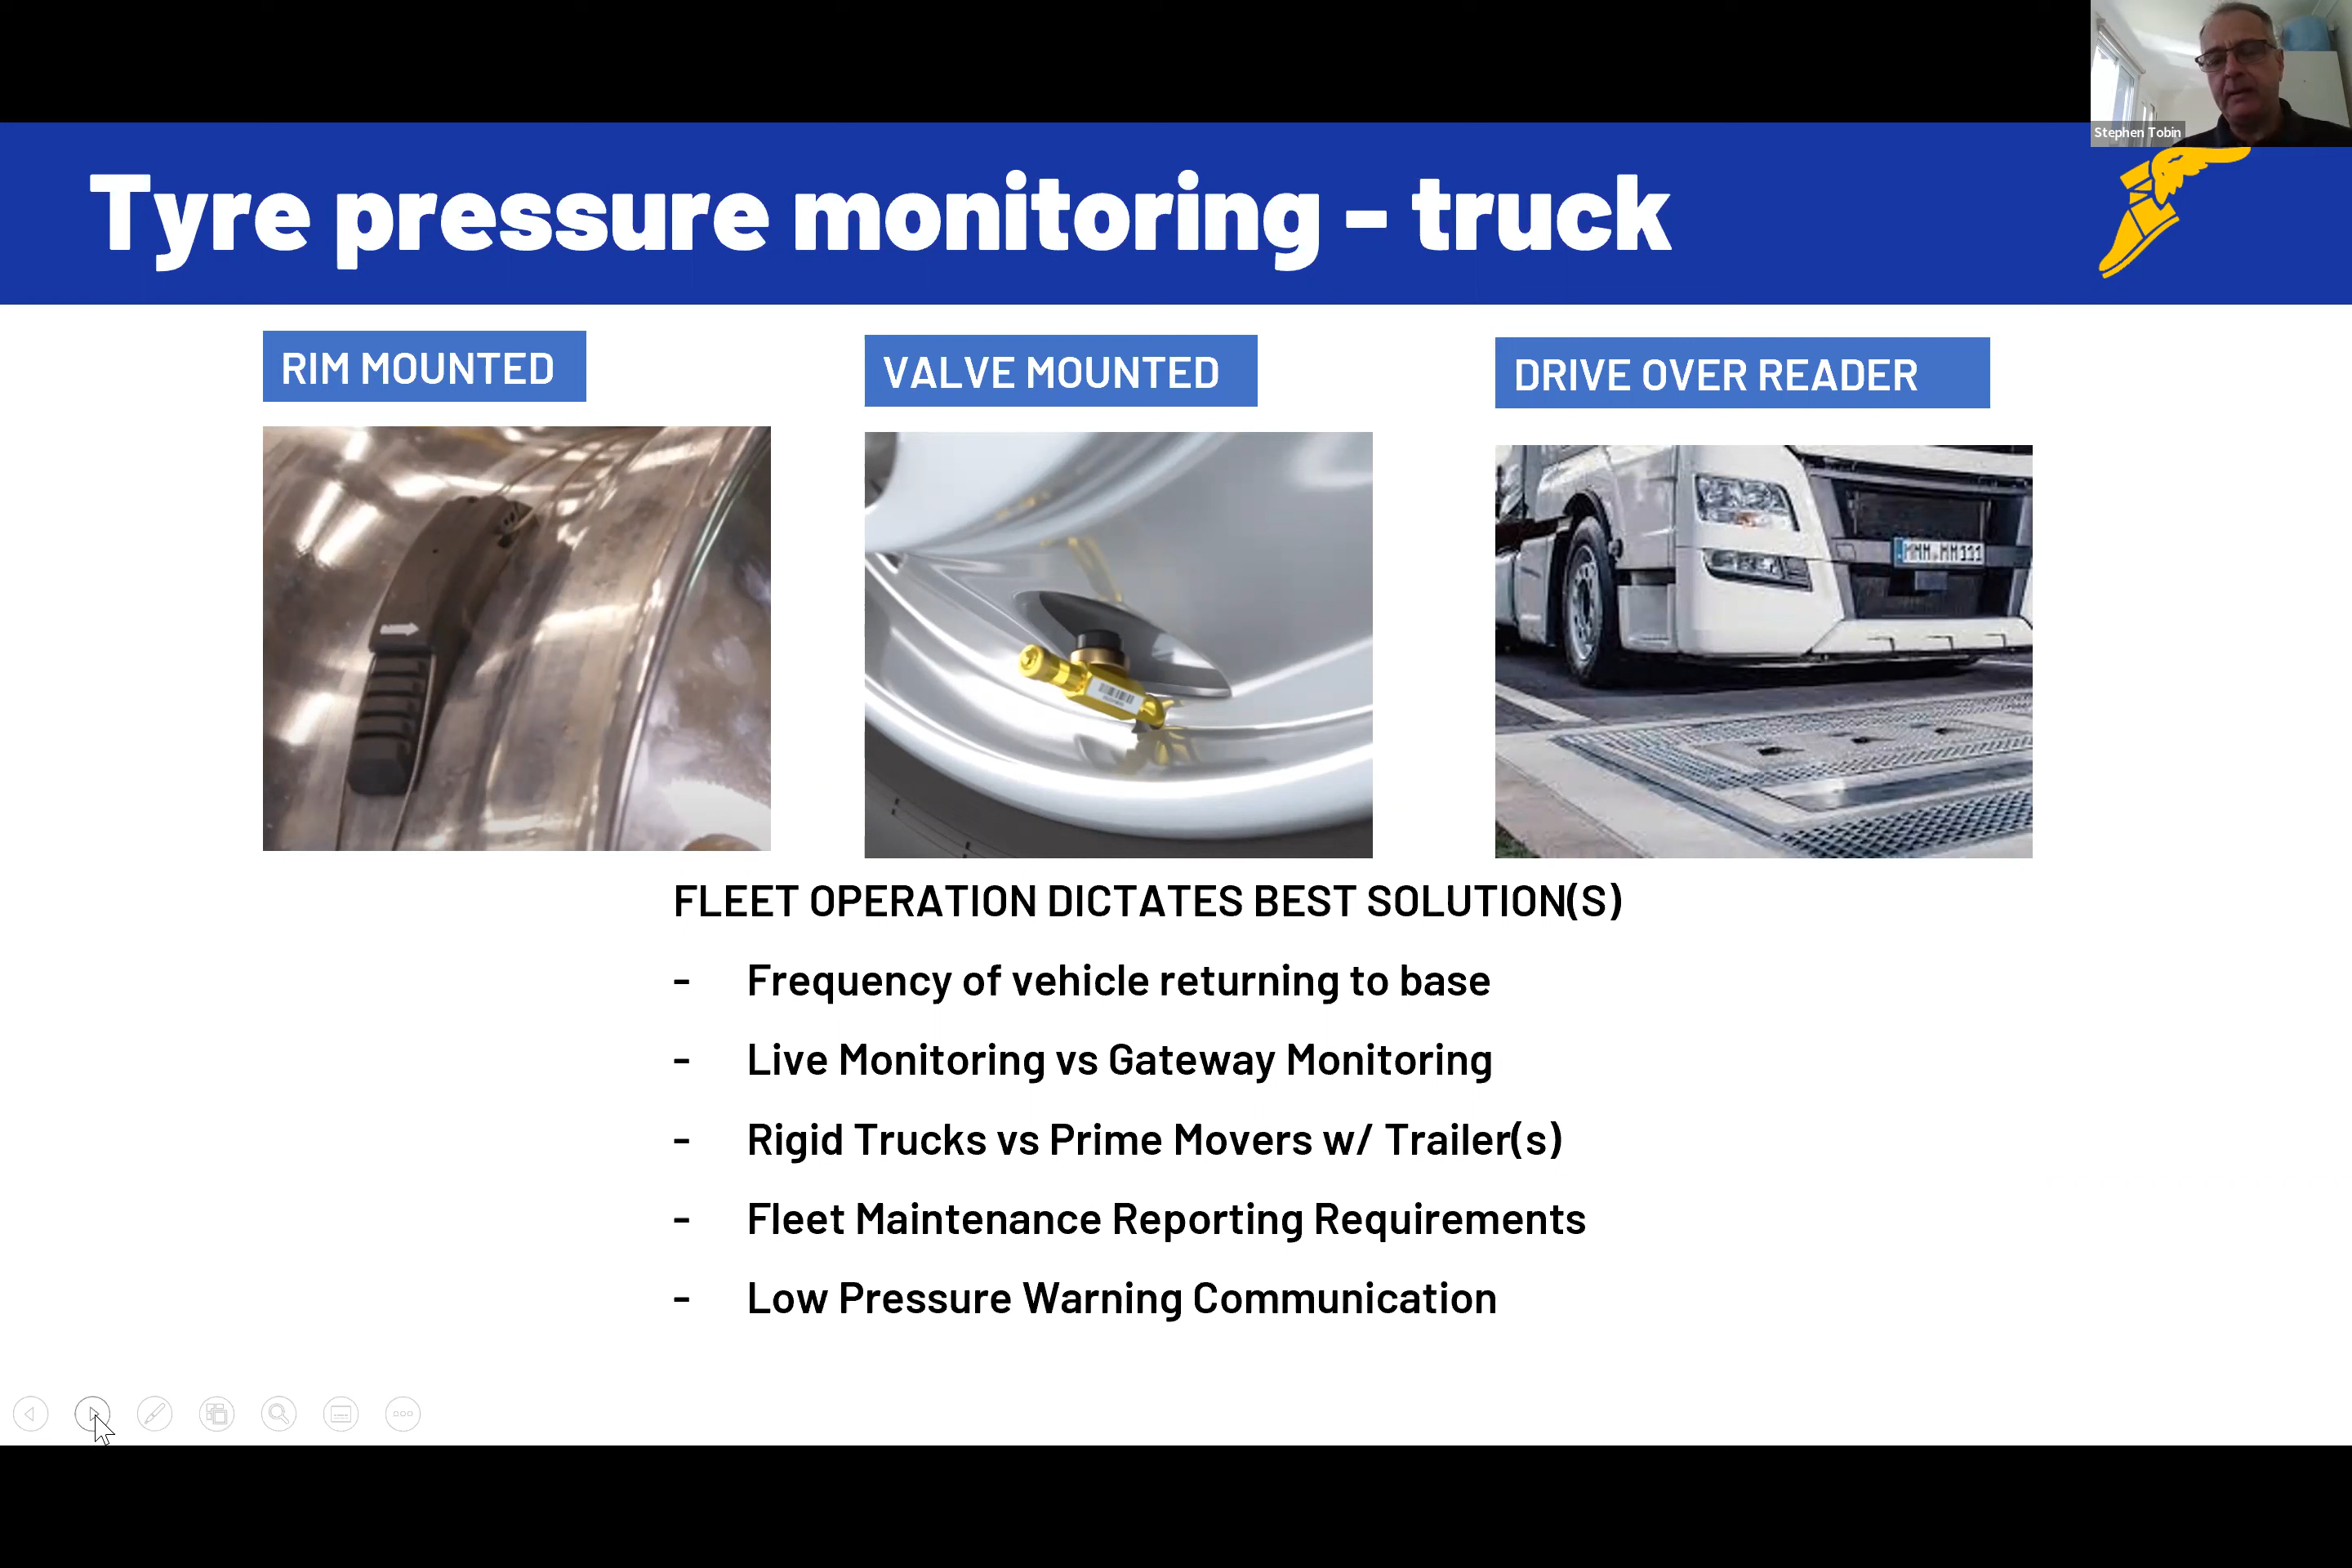 Stephen Tobin
Tyre pressure monitoring - truck
RIM MOUNTED
VALVE MOUNTED
DRIVE OVER READER
FLEET OPERATION DICTATES BEST SOLUTION(S)
- Frequency of vehicle returning to base
- Live Monitoring vs Gateway Monitoring
- Rigid Trucks vs Prime Movers w/ Trailer(s)
- Fleet Maintenance Reporting Requirements
- Low Pressure Warning Communication